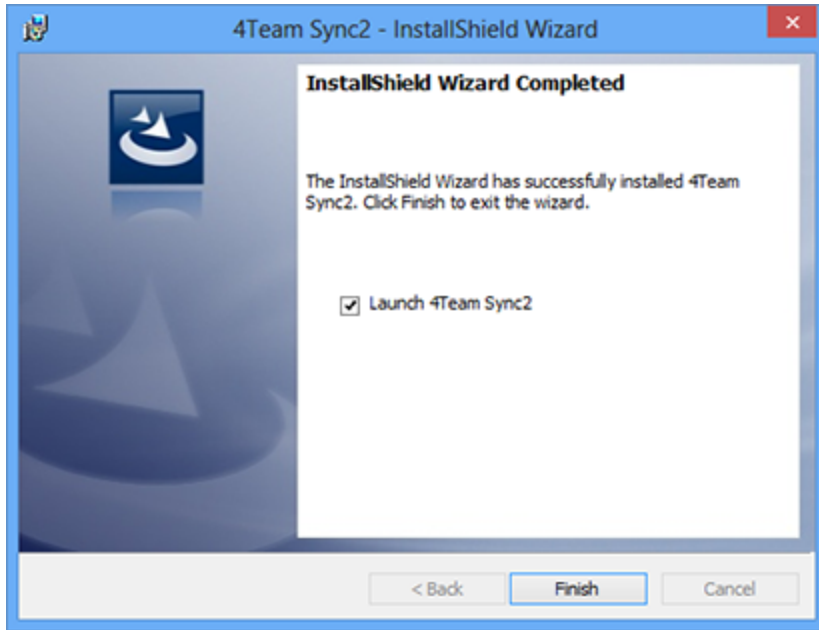 4Team Sync2 - InstallShield Wizard
InstallShield Wizard Completed
The InstallShield Wizard has successfully installed 4Team
Sync2. Click Finish to exit the wizard.
Launch 4Team Sync2
< Back
Finish
Cancel